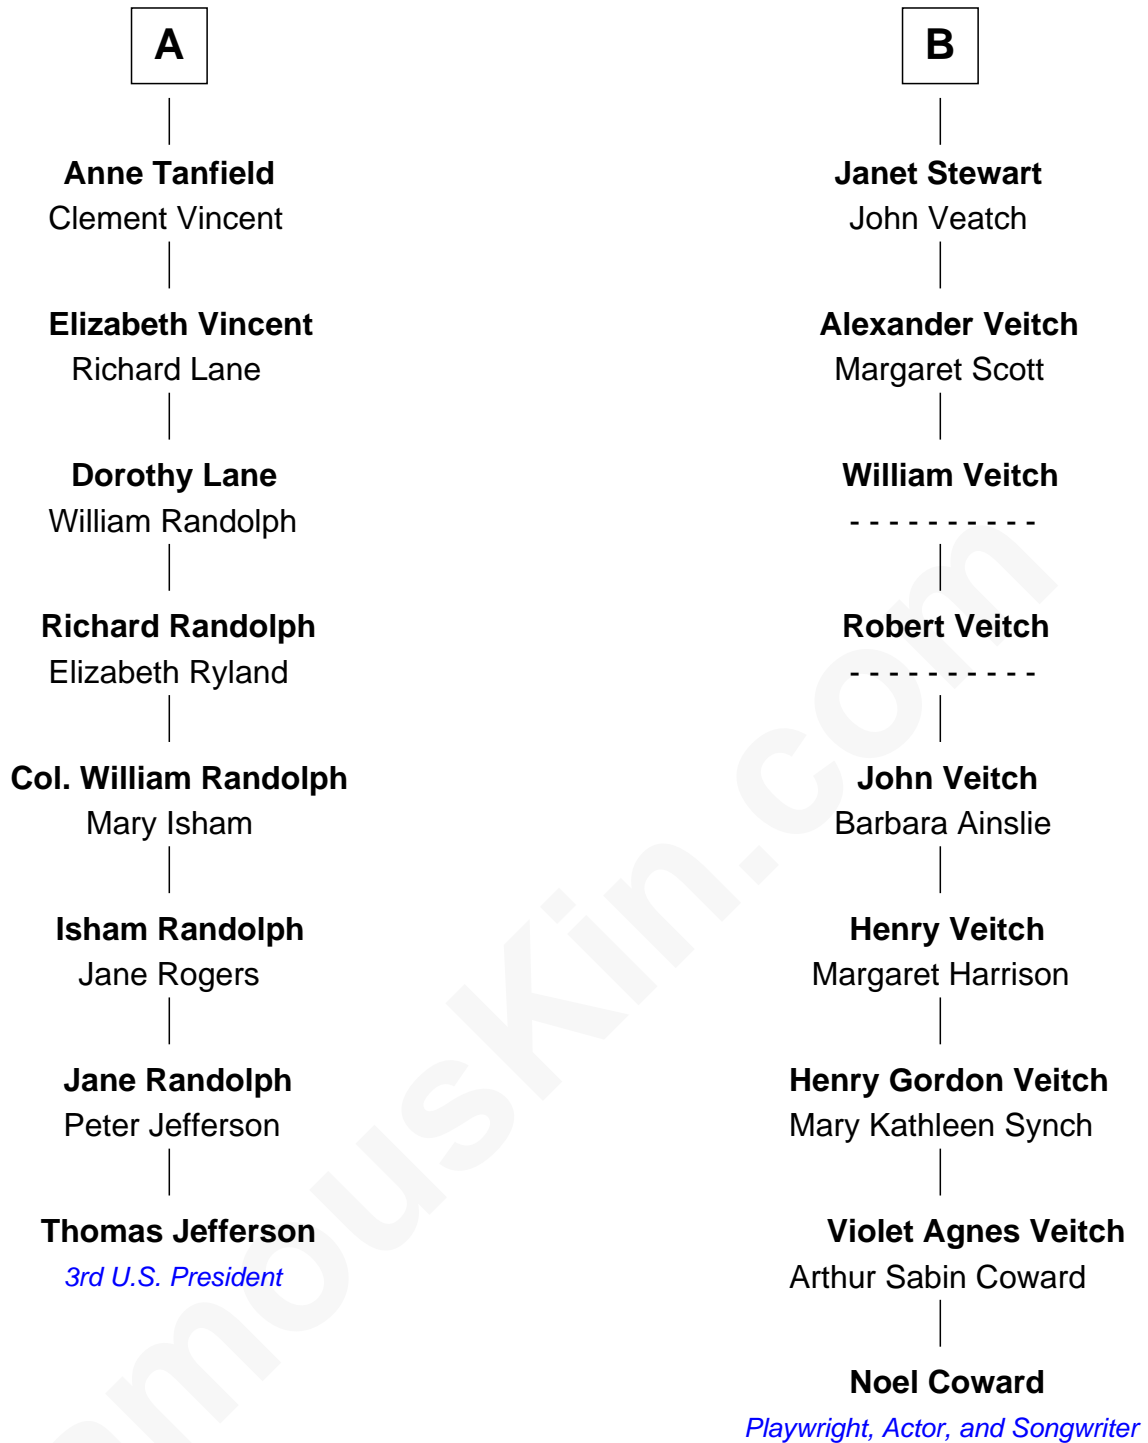 A
Anne Tanfield
Clement Vincent
Elizabeth Vincent
Richard Lane
Dorothy Lane
William Randolph
Richard Randolph
Elizabeth Ryland
Col. William Randolph
Mary Isham
Isham Randolph
Jane Rogers
Jane Randolph
Peter Jefferson
Thomas Jefferson
3rd U.S. President
B
Janet Stewart
John Veatch
Alexander Veitch
Margaret Scott
William Veitch
- - - - - - - - - -
Robert Veitch
- - - - - - - - - -
John Veitch
Barbara Ainslie
Henry Veitch
Margaret Harrison
Henry Gordon Veitch
Mary Kathleen Synch
Violet Agnes Veitch
Arthur Sabin Coward
Noel Coward
Playwright, Actor, and Songwriter
amouskin.com